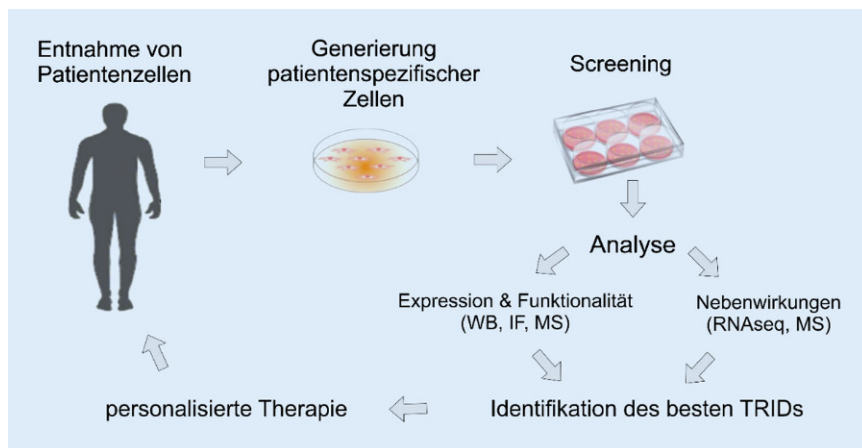 Entnahme von
Patientenzellen
Generierung
patientenspezifischer
Zellen
Screening
Analyse
Expression & Funktionalität
(WB, IF, MS)
Nebenwirkungen
(RNAseq, MS)
Identifikation des besten TRIDs
personalisierte Therapie